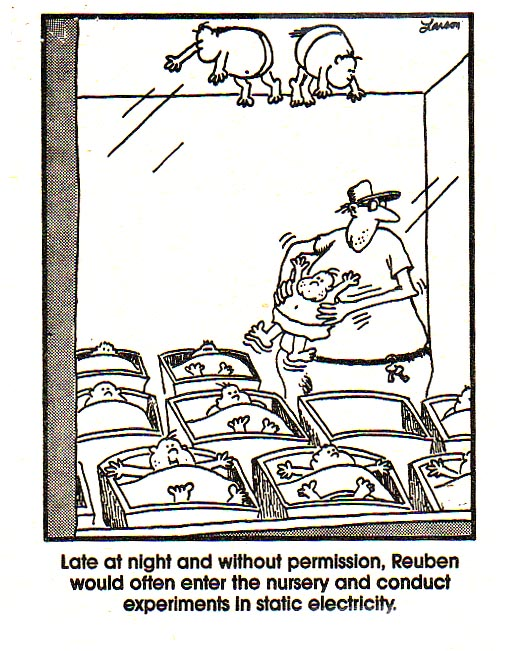 Larson
Late at night and without permission, Reuben
would often enter the nursery and conduct
experiments in static electricity.